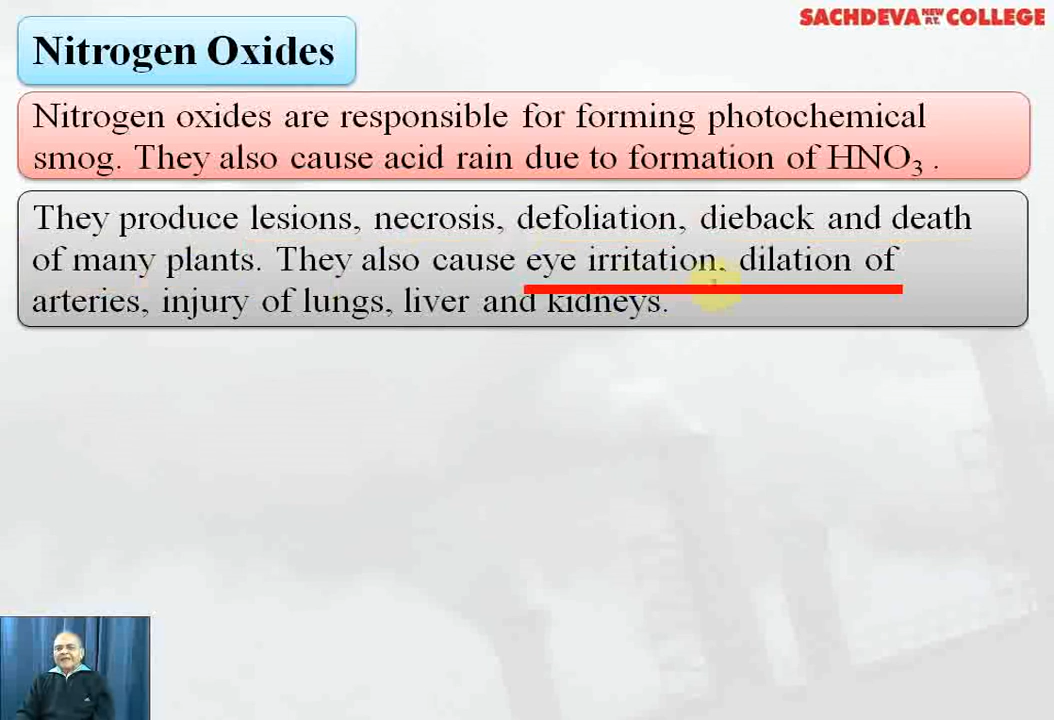 SACHDEVA NEW P.T. COLLEGE
Nitrogen Oxides
Nitrogen oxides are responsible for forming photochemical
smog. They also cause acid rain due to formation of HNO₃ .
They produce lesions, necrosis, defoliation, dieback and death
of many plants. They also cause eye irritation, dilation of
arteries, injury of lungs, liver and kidneys.